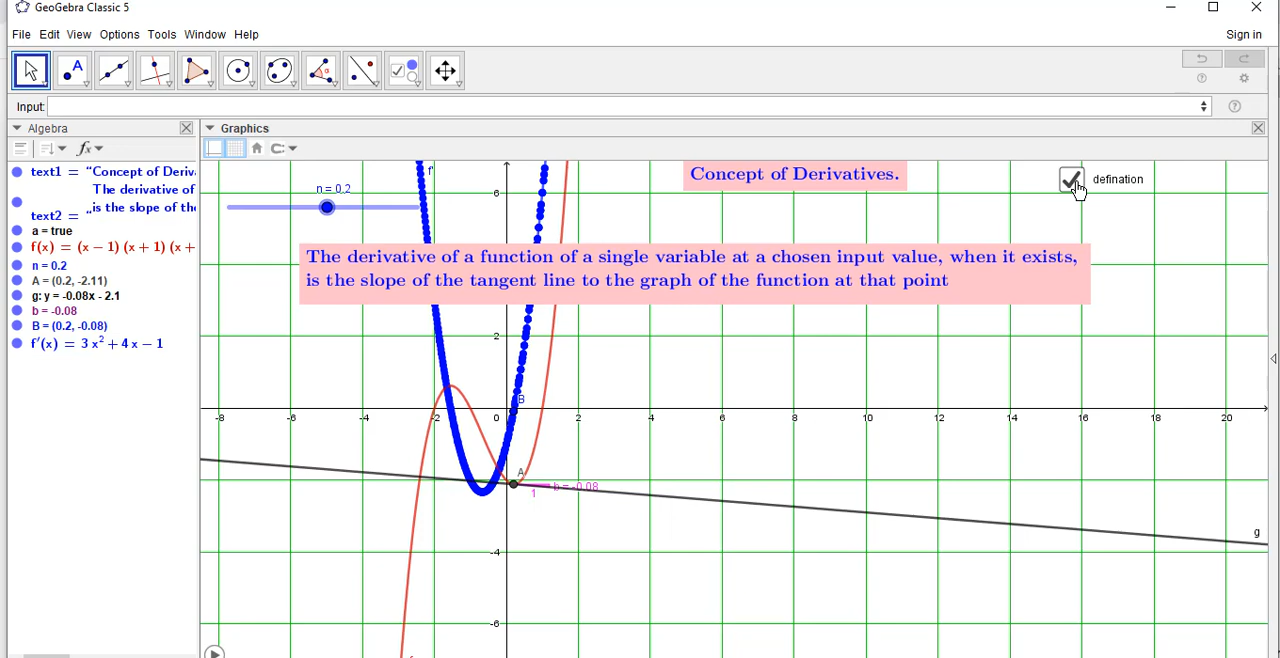 GeoGebra Classic 5
File Edit View Options Tools Window Help
Sign in
Input:
Algebra
Graphics
text1 = "Concept of Deriv
The derivative of
text2 = "is the slope of the
a = true
f(x) = (x − 1) (x + 1) (x +
n = 0.2
A = (0.2, -2.11)
g: y = -0.08x - 2.1
b = -0.08
B = (0.2, -0.08)
f′(x) = 3 x² + 4 x − 1
n = 0.2
f'
Concept of Derivatives.
defination
The derivative of a function of a single variable at a chosen input value, when it exists,
is the slope of the tangent line to the graph of the function at that point
6
2
B
-8 -6 -4 -2 0 2 4 6 8 10 12 14 16 18 20
A
b = -0.08
1
g
-4
-6